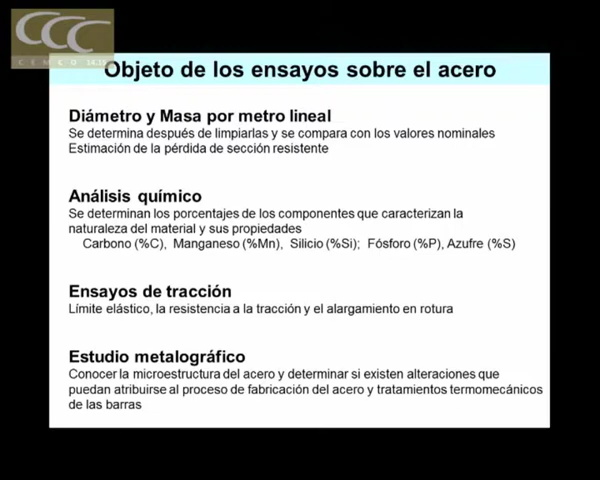 CCC
CEMCO 14.15
Objeto de los ensayos sobre el acero
Diámetro y Masa por metro lineal
Se determina después de limpiarlas y se compara con los valores nominales
Estimación de la pérdida de sección resistente
Análisis químico
Se determinan los porcentajes de los componentes que caracterizan la
naturaleza del material y sus propiedades
Carbono (%C), Manganeso (%Mn), Silicio (%Si); Fósforo (%P), Azufre (%S)
Ensayos de tracción
Límite elástico, la resistencia a la tracción y el alargamiento en rotura
Estudio metalográfico
Conocer la microestructura del acero y determinar si existen alteraciones que
puedan atribuirse al proceso de fabricación del acero y tratamientos termomecánicos
de las barras